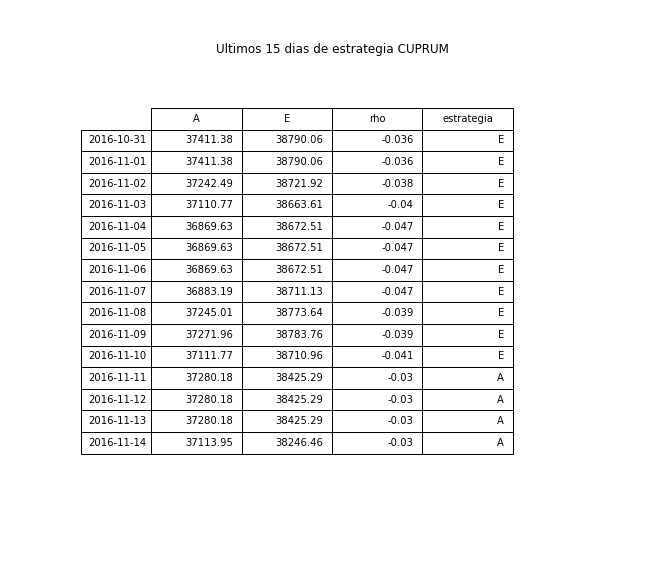 Ultimos 15 dias de estrategia CUPRUM
A E rho estrategia
2016-10-31 37411.38 38790.06 -0.036 E
2016-11-01 37411.38 38790.06 -0.036 E
2016-11-02 37242.49 38721.92 -0.038 E
2016-11-03 37110.77 38663.61 -0.04 E
2016-11-04 36869.63 38672.51 -0.047 E
2016-11-05 36869.63 38672.51 -0.047 E
2016-11-06 36869.63 38672.51 -0.047 E
2016-11-07 36883.19 38711.13 -0.047 E
2016-11-08 37245.01 38773.64 -0.039 E
2016-11-09 37271.96 38783.76 -0.039 E
2016-11-10 37111.77 38710.96 -0.041 E
2016-11-11 37280.18 38425.29 -0.03 A
2016-11-12 37280.18 38425.29 -0.03 A
2016-11-13 37280.18 38425.29 -0.03 A
2016-11-14 37113.95 38246.46 -0.03 A